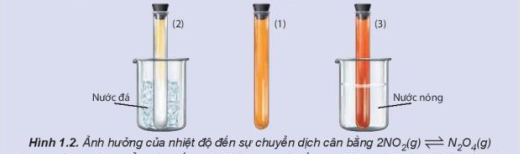 (2) (1) (3)
Nước đá Nước nóng
Hình 1.2. Ảnh hưởng của nhiệt độ đến sự chuyển dịch cân bằng 2NO₂(g) ⇌ N₂O₄(g)